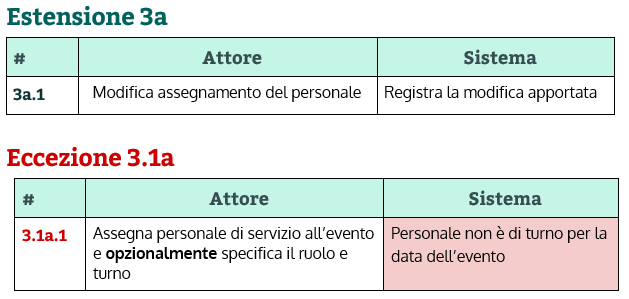 Estensione 3a
# Attore Sistema
3a.1 Modifica assegnamento del personale Registra la modifica apportata
Eccezione 3.1a
# Attore Sistema
3.1a.1 Assegna personale di servizio all'evento e opzionalmente specifica il ruolo e turno Personale non è di turno per la data dell'evento